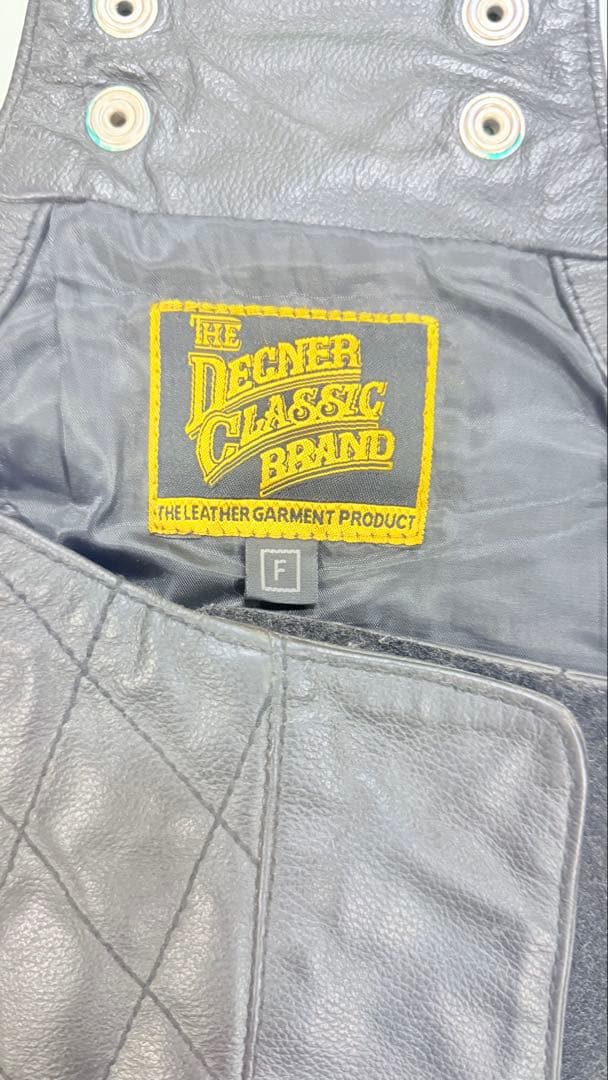 THE
DEGNER
CLASSIC
BRAND
THE LEATHER GARMENT PRODUCT
F